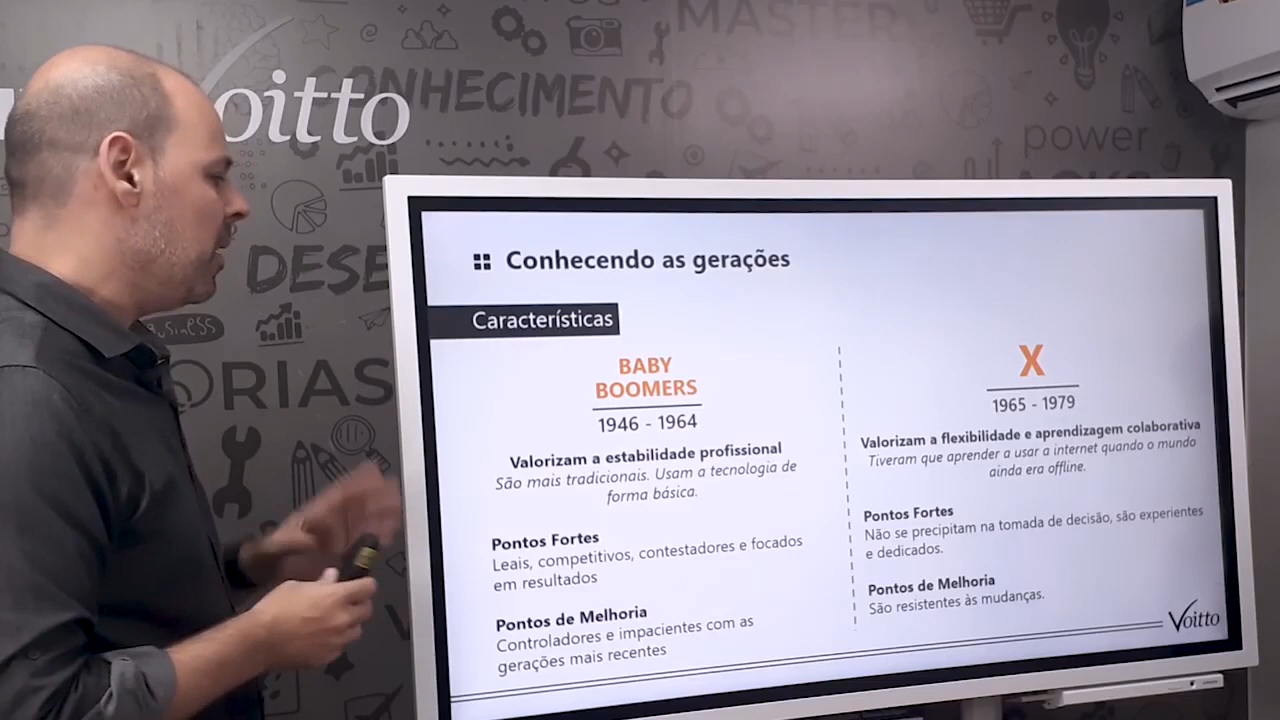 MASTER
CONHECIMENTO
Voitto
power
DESE
BUSINESS
ORIAS
Conhecendo as gerações
Características
BABY
BOOMERS
1946 - 1964
Valorizam a estabilidade profissional
São mais tradicionais. Usam a tecnologia de
forma básica.
Pontos Fortes
Leais, competitivos, contestadores e focados
em resultados
Pontos de Melhoria
Controladores e impacientes com as
gerações mais recentes
X
1965 - 1979
Valorizam a flexibilidade e aprendizagem colaborativa
Tiveram que aprender a usar a internet quando o mundo
ainda era offline.
Pontos Fortes
Não se precipitam na tomada de decisão, são experientes
e dedicados.
Pontos de Melhoria
São resistentes às mudanças.
Voitto